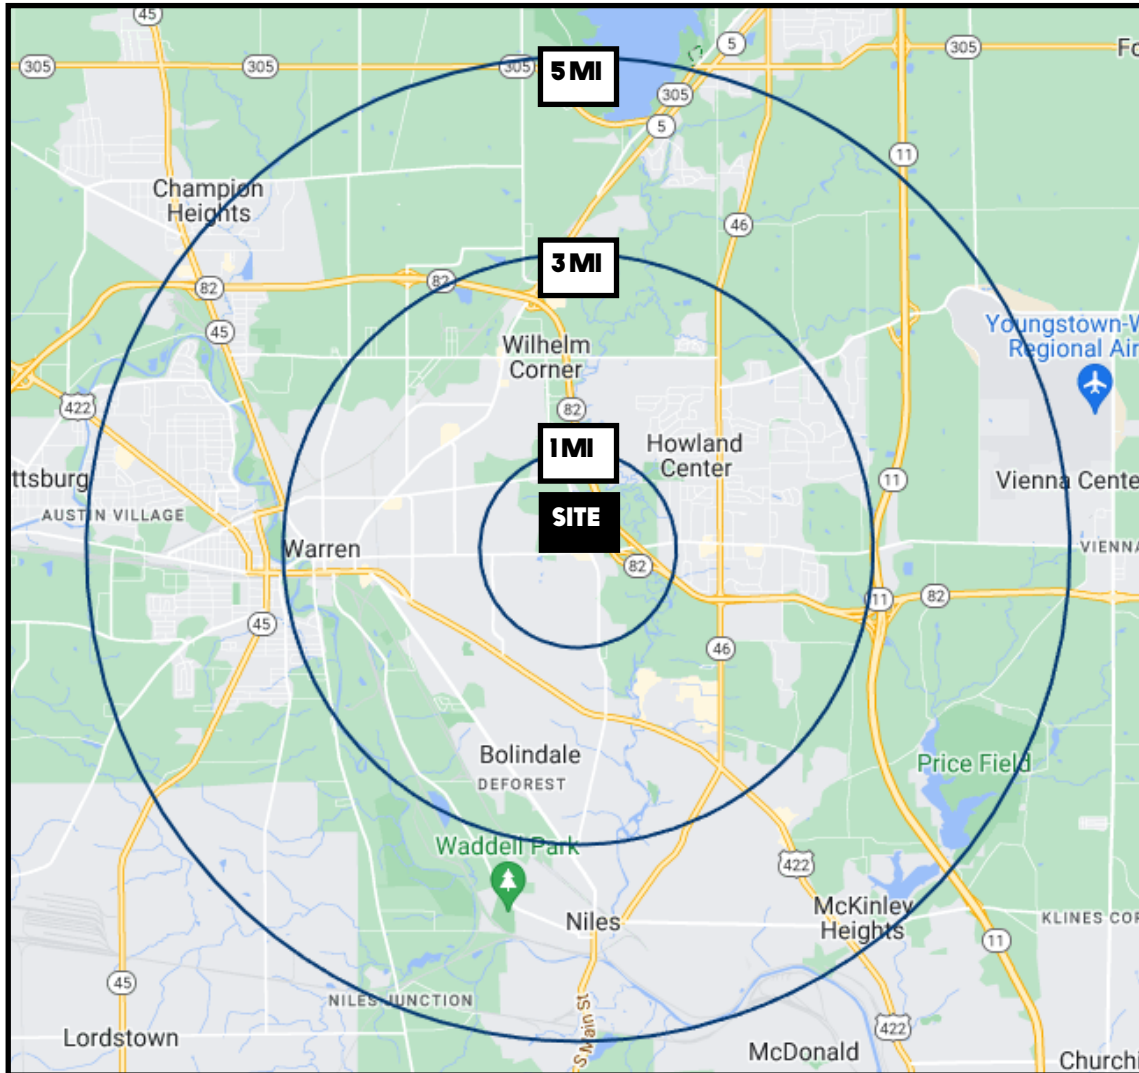 45
5
305
305
305
305
Fo
5 MI
305
5
11
Champion
Heights
46
3 MI
82
82
45
Youngstown-W
Regional Air
Wilhelm
Corner
422
82
1 MI
Howland
Center
ttsburg
11
Vienna Cente
AUSTIN VILLAGE
SITE
Warren
VIENNA
82
11
82
45
46
Bolindale
DEFOREST
Price Field
Waddell Park
422
Niles
McKinley
Heights
KLINES COR
11
45
NILES JUNCTION
S Main St
422
Lordstown
McDonald
Churchi